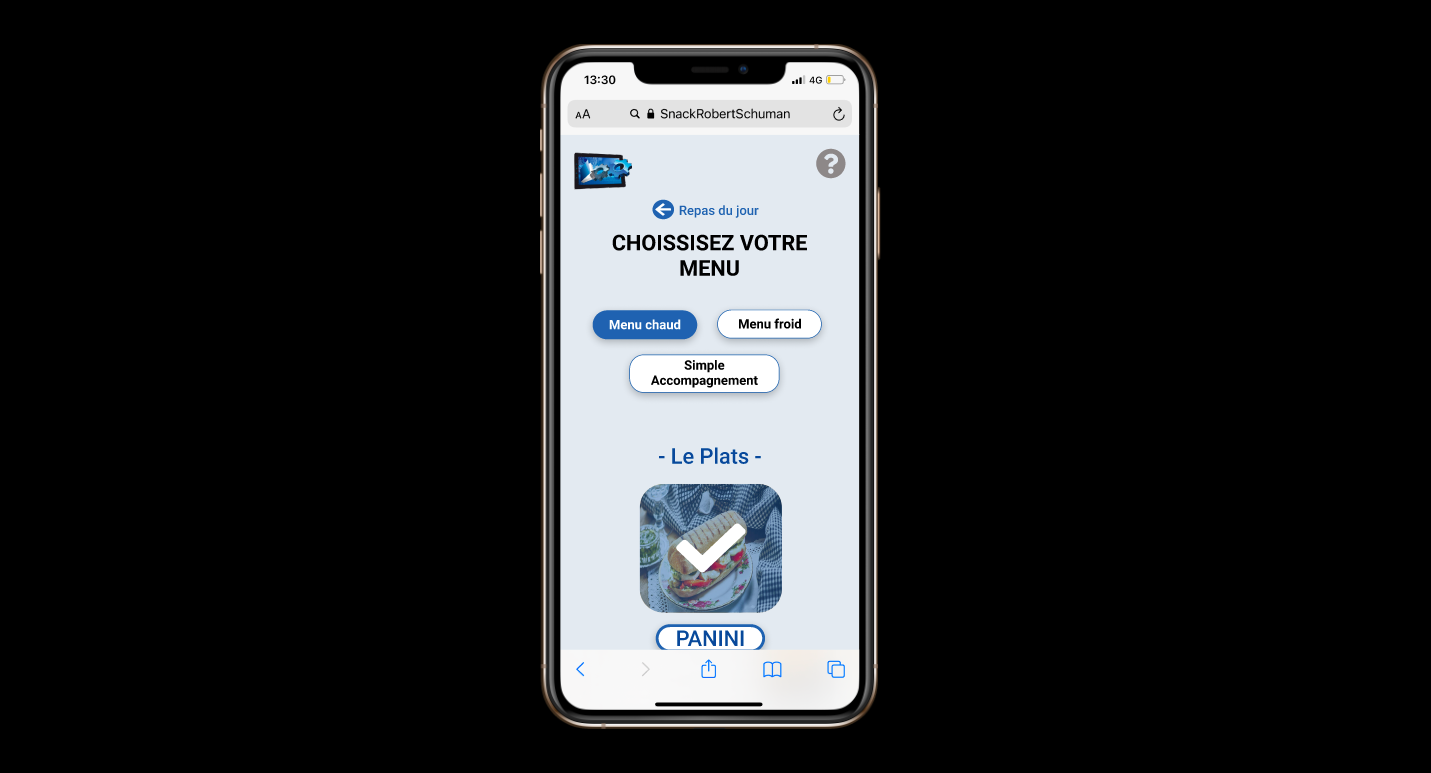 13:30
4G
AA
SnackRobertSchuman
?
Repas du jour
CHOISSISEZ VOTRE
MENU
Menu chaud
Menu froid
Simple
Accompagnement
- Le Plats -
PANINI